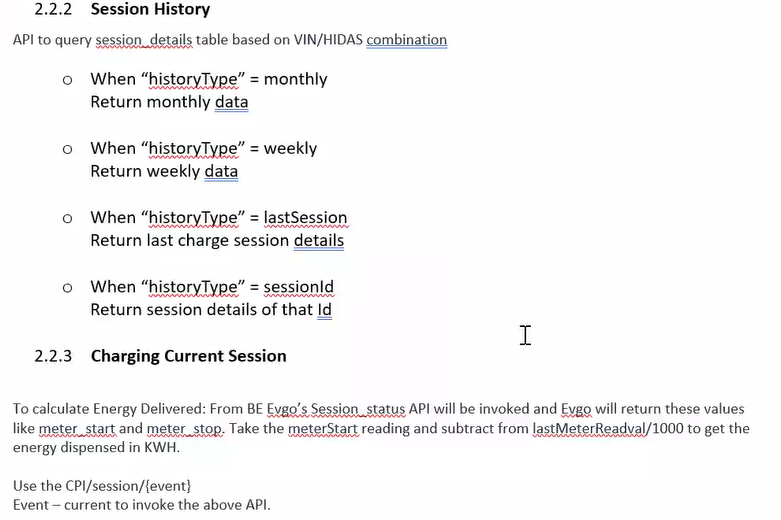 2.2.2 Session History
API to query session_details table based on VIN/HIDAS combination
o When “historyType” = monthly
Return monthly data
o When “historyType” = weekly
Return weekly data
o When “historyType” = lastSession
Return last charge session details
o When “historyType” = sessionId
Return session details of that Id
2.2.3 Charging Current Session
To calculate Energy Delivered: From BE Evgo’s Session_status API will be invoked and Evgo will return these values
like meter_start and meter_stop. Take the meterStart reading and subtract from lastMeterReadval/1000 to get the
energy dispensed in KWH.
Use the CPI/session/{event}
Event – current to invoke the above API.